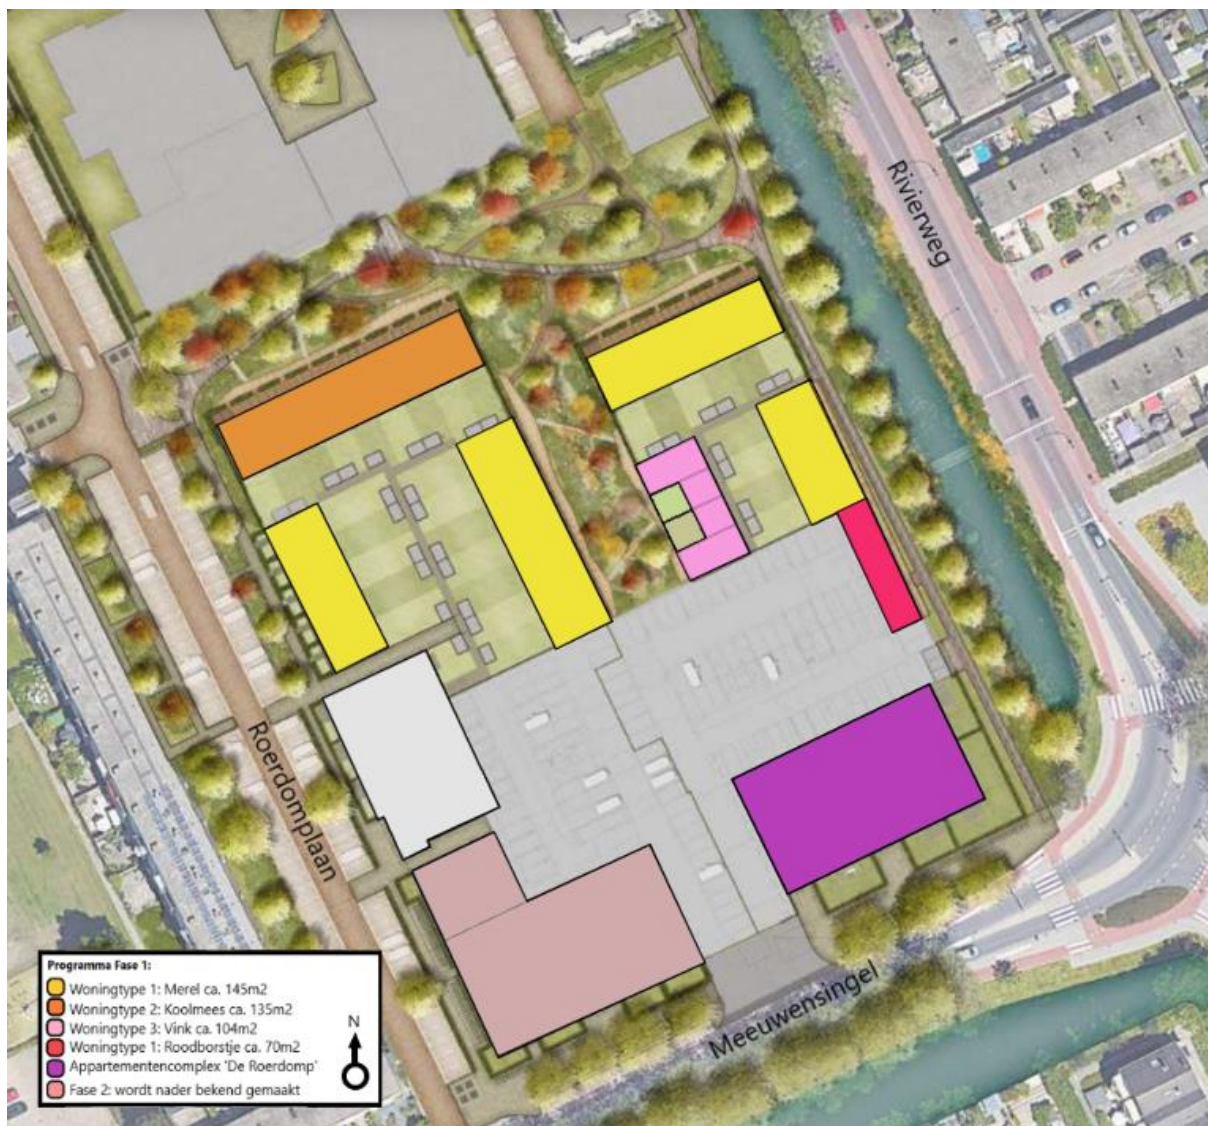 Rivierweg
Roerdomplaan
Meeuwensingel
Programma Fase 1:
Woningtype 1: Merel ca. 145m2
Woningtype 2: Koolmees ca. 135m2
Woningtype 3: Vink ca. 104m2
Woningtype 1: Roodborstje ca. 70m2
Appartementencomplex 'De Roerdomp'
Fase 2: wordt nader bekend gemaakt
N